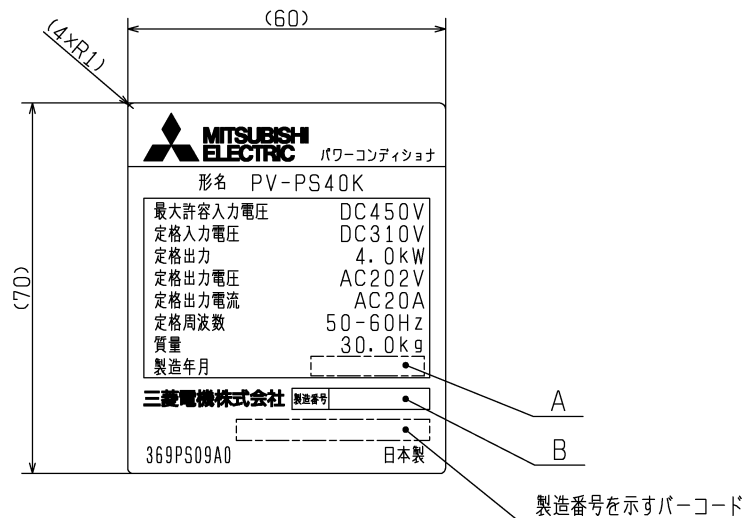 (60)
(4×R1)
(70)
MITSUBISHI
ELECTRIC
パワーコンディショナ
形名 PV-PS40K
最大許容入力電圧 DC450V
定格入力電圧 DC310V
定格出力 4.0kW
定格出力電圧 AC202V
定格出力電流 AC20A
定格周波数 50-60Hz
質量 30.0kg
製造年月
A
三菱電機株式会社 製造番号
B
369PS09A0 日本製
製造番号を示すバーコード